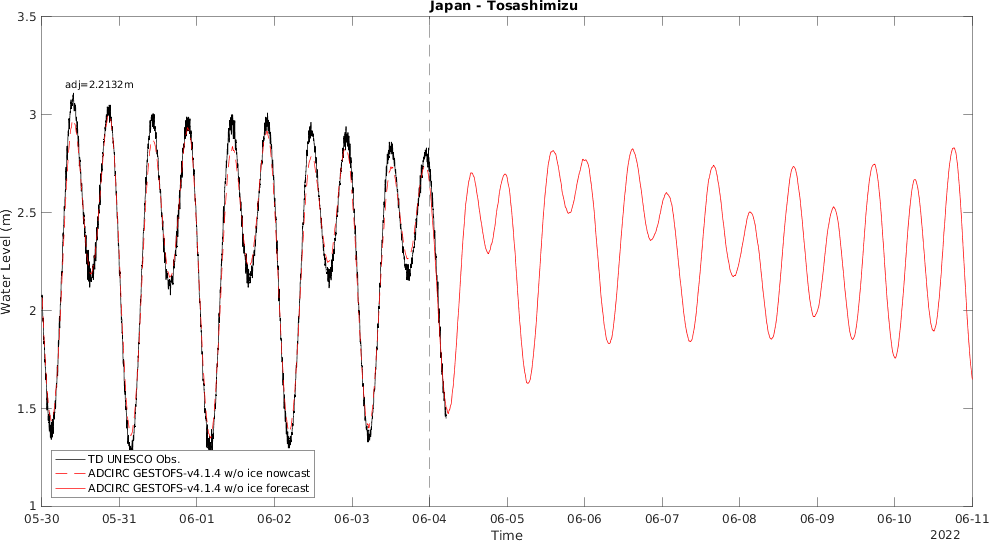 Japan - Tosashimizu
3.5
3
2.5
2
1.5
1
Water Level (m)
adj=2.2132m
TD UNESCO Obs.
ADCIRC GESTOFS-v4.1.4 w/o ice nowcast
ADCIRC GESTOFS-v4.1.4 w/o ice forecast
05-30 05-31 06-01 06-02 06-03 06-04 06-05 06-06 06-07 06-08 06-09 06-10 06-11
Time
2022